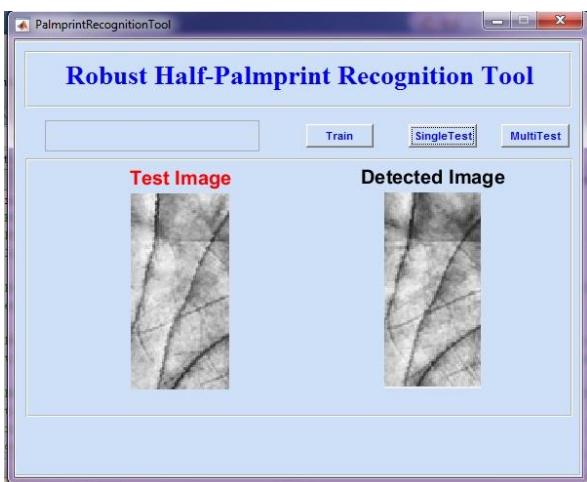 PalmprintRecognitionTool
Robust Half-Palmprint Recognition Tool
Train SingleTest MultiTest
Test Image Detected Image